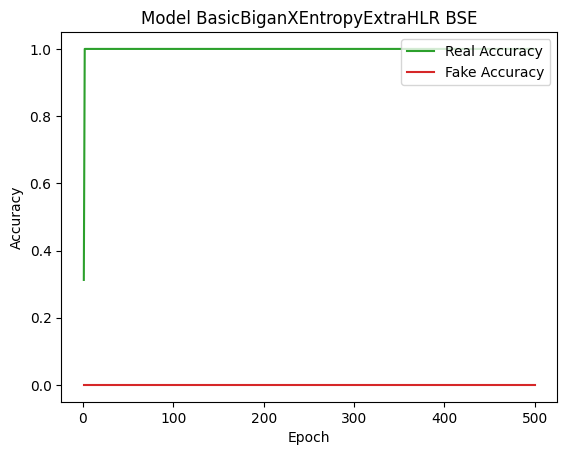 Model BasicBiganXEntropyExtraHLR BSE
Real Accuracy
Fake Accuracy
Accuracy
1.0
0.8
0.6
0.4
0.2
0.0
0 100 200 300 400 500
Epoch